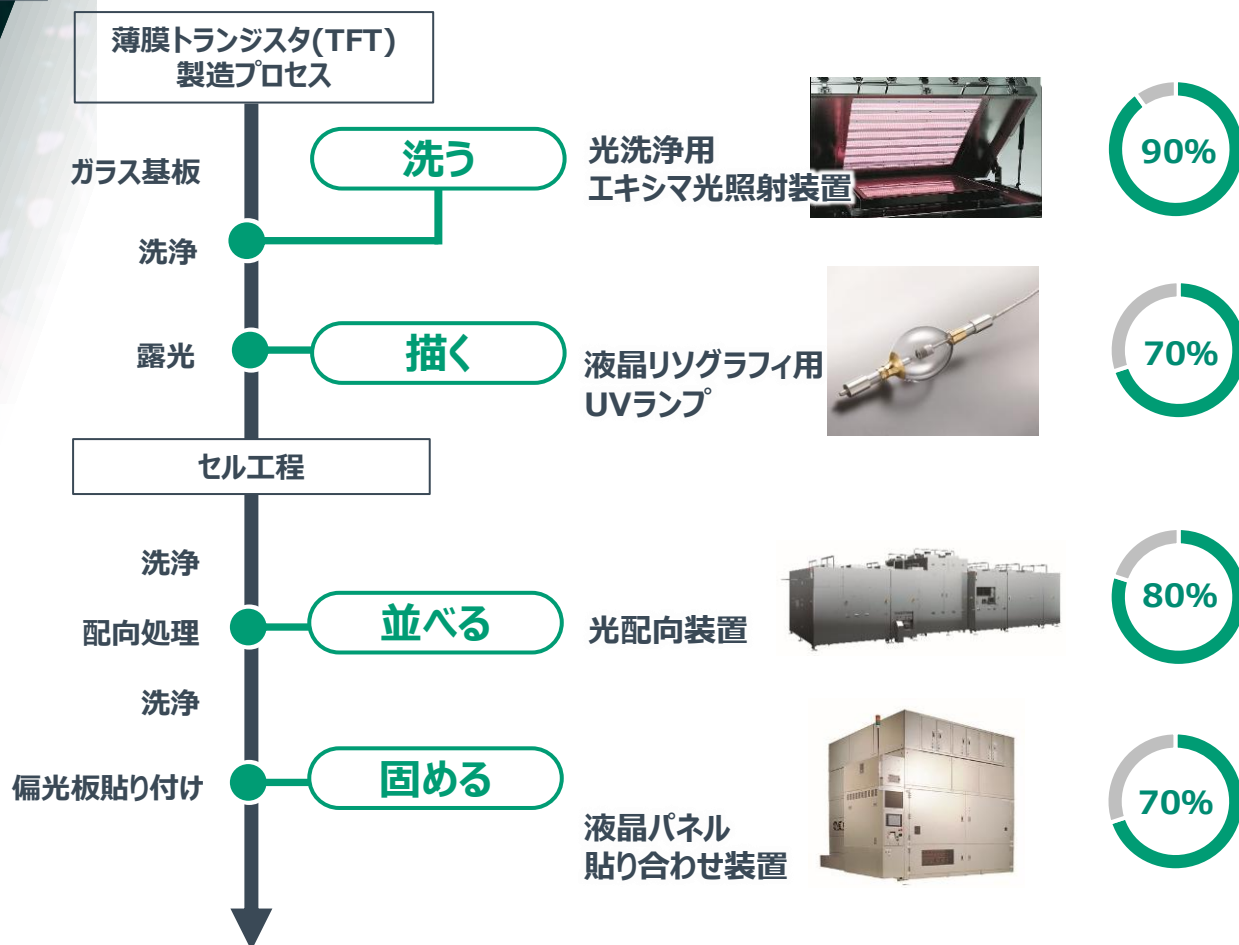 薄膜トランジスタ(TFT)
製造プロセス
ガラス基板
洗う
光洗浄用
エキシマ光照射装置
90%
洗浄
露光
描く
液晶リソグラフィ用
UVランプ
70%
セル工程
洗浄
配向処理
並べる
光配向装置
80%
洗浄
偏光板貼り付け
固める
液晶パネル
貼り合わせ装置
70%